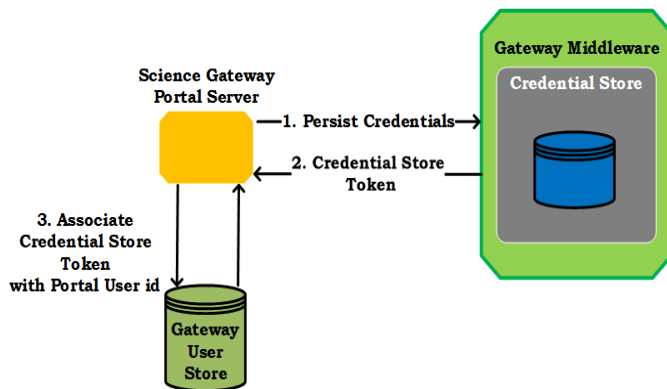 Gateway Middleware
Credential Store
Science Gateway
Portal Server
1. Persist Credentials
2. Credential Store
Token
3. Associate
Credential Store
Token
with Portal User id
Gateway
User
Store